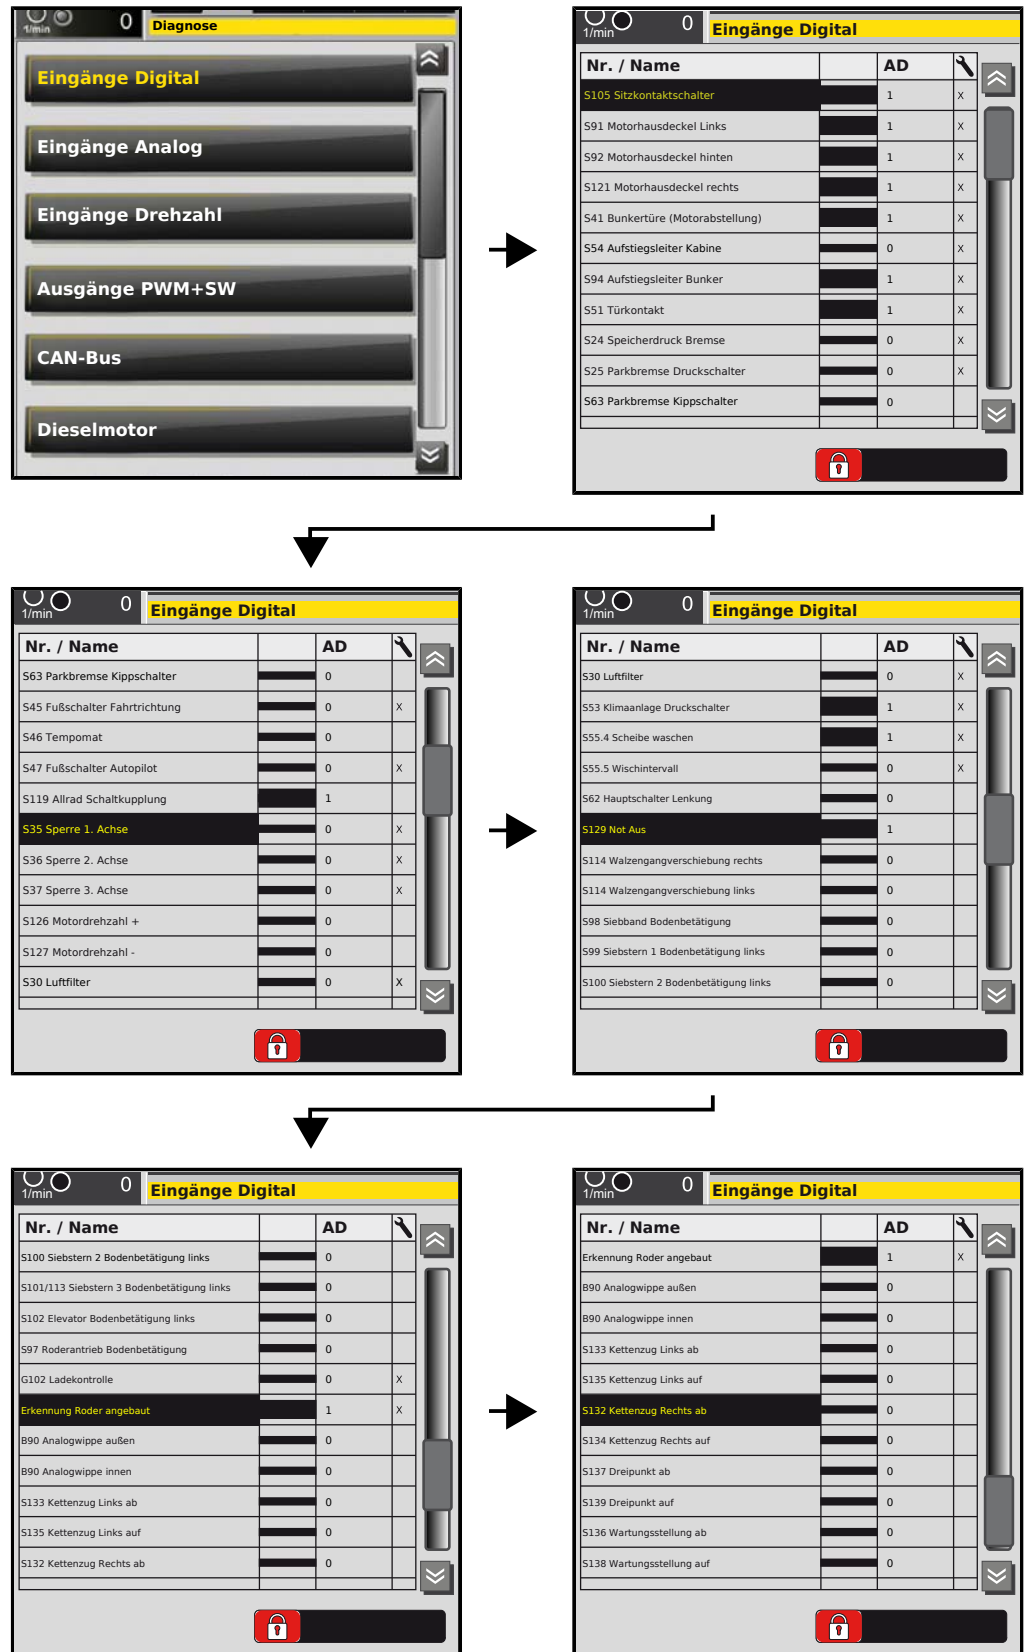 1/min 0 Diagnose
Eingänge Digital
Eingänge Analog
Eingänge Drehzahl
Ausgänge PWM+SW
CAN-Bus
Dieselmotor
1/min 0 Eingänge Digital
Nr. / Name AD
S105 Sitzkontaktschalter 1 X
S91 Motorhausdeckel Links 1 X
S92 Motorhausdeckel hinten 1 X
S121 Motorhausdeckel rechts 1 X
S41 Bunkertüre (Motorabstellung) 1 X
S54 Aufstiegsleiter Kabine 0 X
S94 Aufstiegsleiter Bunker 1 X
S51 Türkontakt 1 X
S24 Speicherdruck Bremse 0 X
S25 Parkbremse Druckschalter 0 X
S63 Parkbremse Kippschalter 0
1/min 0 Eingänge Digital
Nr. / Name AD
S63 Parkbremse Kippschalter 0
S45 Fußschalter Fahrtrichtung 0 X
S46 Tempomat 0
S47 Fußschalter Autopilot 0 X
S119 Allrad Schaltkupplung 1
S35 Sperre 1. Achse 0 X
S36 Sperre 2. Achse 0 X
S37 Sperre 3. Achse 0 X
S126 Motordrehzahl + 0
S127 Motordrehzahl - 0
S30 Luftfilter 0 X
1/min 0 Eingänge Digital
Nr. / Name AD
S30 Luftfilter 0 X
S53 Klimaanlage Druckschalter 1 X
S55.4 Scheibe waschen 1 X
S55.5 Wischintervall 0 X
S62 Hauptschalter Lenkung 0
S129 Not Aus 1
S114 Walzengangverschiebung rechts 0
S114 Walzengangverschiebung links 0
S98 Siebband Bodenbetätigung 0
S99 Siebstern 1 Bodenbetätigung links 0
S100 Siebstern 2 Bodenbetätigung links 0
1/min 0 Eingänge Digital
Nr. / Name AD
S100 Siebstern 2 Bodenbetätigung links 0
S101/113 Siebstern 3 Bodenbetätigung links 0
S102 Elevator Bodenbetätigung links 0
S97 Roderantrieb Bodenbetätigung 0
G102 Ladekontrolle 0 X
Erkennung Roder angebaut 1 X
B90 Analogwippe außen 0
B90 Analogwippe innen 0
S133 Kettenzug Links ab 0
S135 Kettenzug Links auf 0
S132 Kettenzug Rechts ab 0
1/min 0 Eingänge Digital
Nr. / Name AD
Erkennung Roder angebaut 1 X
B90 Analogwippe außen 0
B90 Analogwippe innen 0
S133 Kettenzug Links ab 0
S135 Kettenzug Links auf 0
S132 Kettenzug Rechts ab 0
S134 Kettenzug Rechts auf 0
S137 Dreipunkt ab 0
S139 Dreipunkt auf 0
S136 Wartungsstellung ab 0
S138 Wartungsstellung auf 0